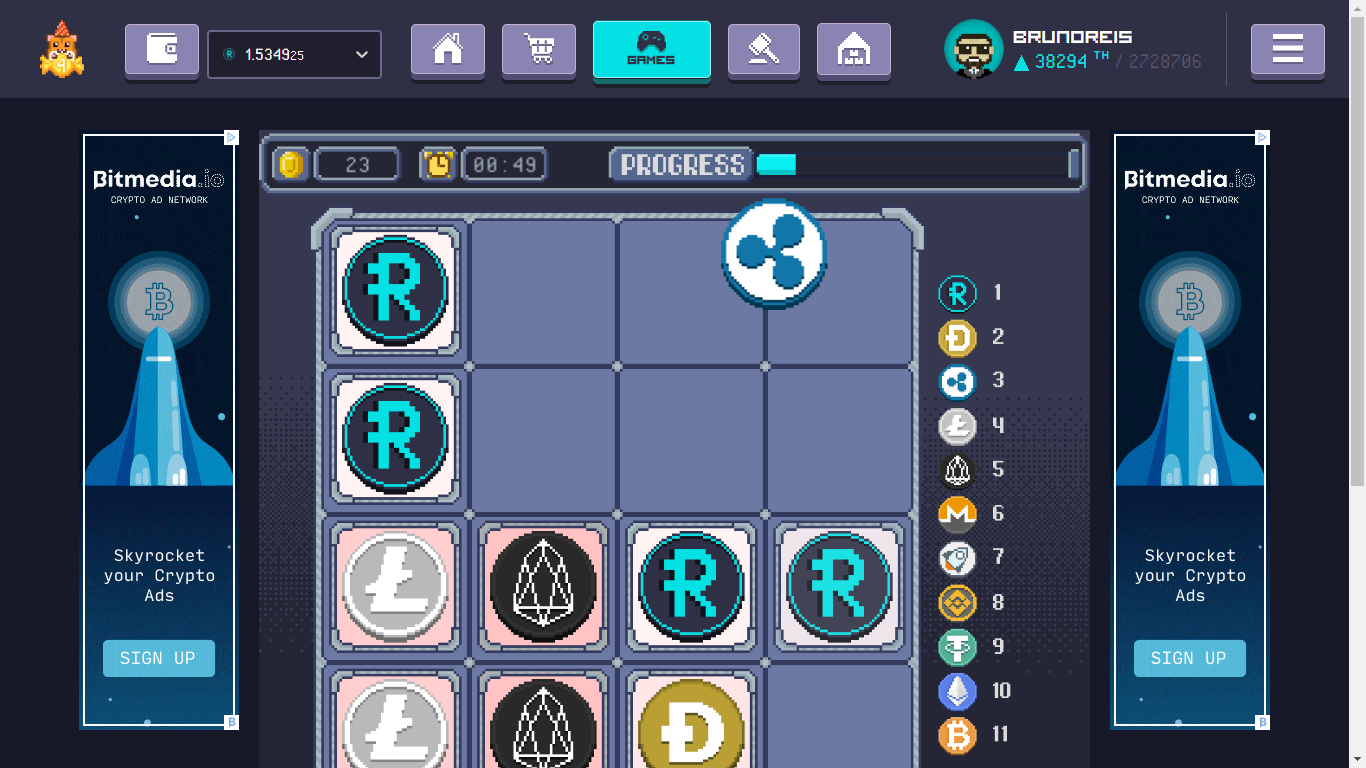 1.534925
GAMES
BRUNOREIS
38294 TH / 2728706
Bitmedia.io
CRYPTO AD NETWORK
Skyrocket
your Crypto
Ads
SIGN UP
23
00:49
PROGRESS
1
2
3
4
5
6
7
8
9
10
11
Bitmedia.io
CRYPTO AD NETWORK
Skyrocket
your Crypto
Ads
SIGN UP